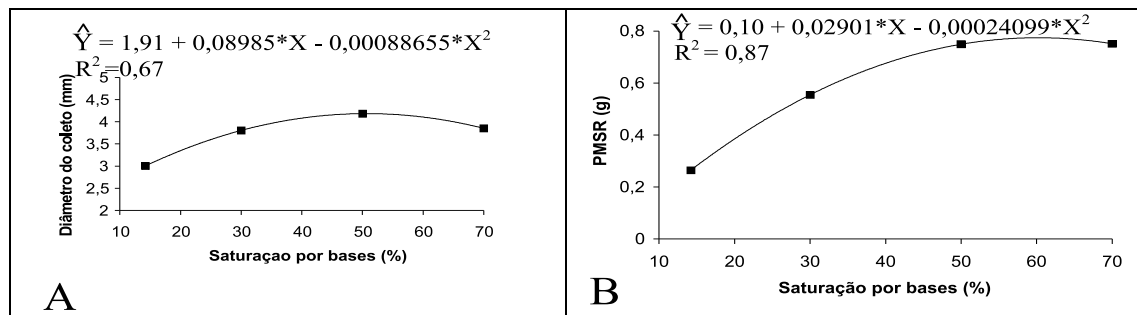 Ŷ = 1,91 + 0,08985*X - 0,00088655*X²
R² = 0,67
5
4,5
4
3,5
3
2,5
2
Diâmetro do coleto (mm)
10 20 30 40 50 60 70
Saturaçao por bases (%)
A
Ŷ = 0,10 + 0,02901*X - 0,00024099*X²
R² = 0,87
0,8
0,6
0,4
0,2
0
PMSR (g)
10 20 30 40 50 60 70
Saturação por bases (%)
B